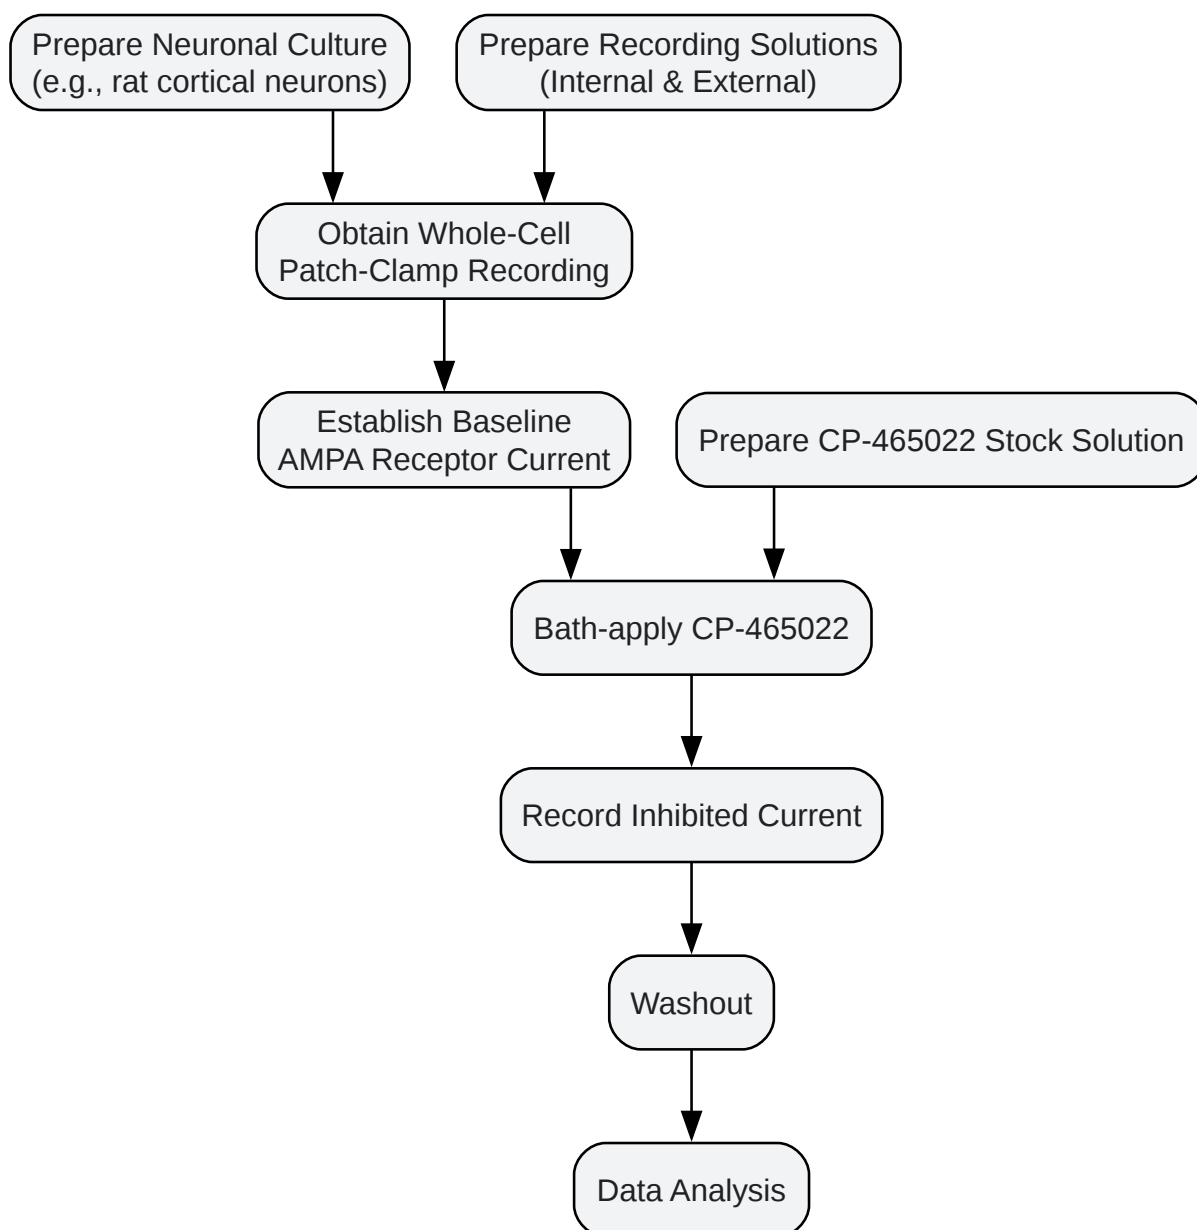 Prepare Neuronal Culture
(e.g., rat cortical neurons)
Prepare Recording Solutions
(Internal & External)
Obtain Whole-Cell
Patch-Clamp Recording
Establish Baseline
AMPA Receptor Current
Prepare CP-465022 Stock Solution
Bath-apply CP-465022
Record Inhibited Current
Washout
Data Analysis